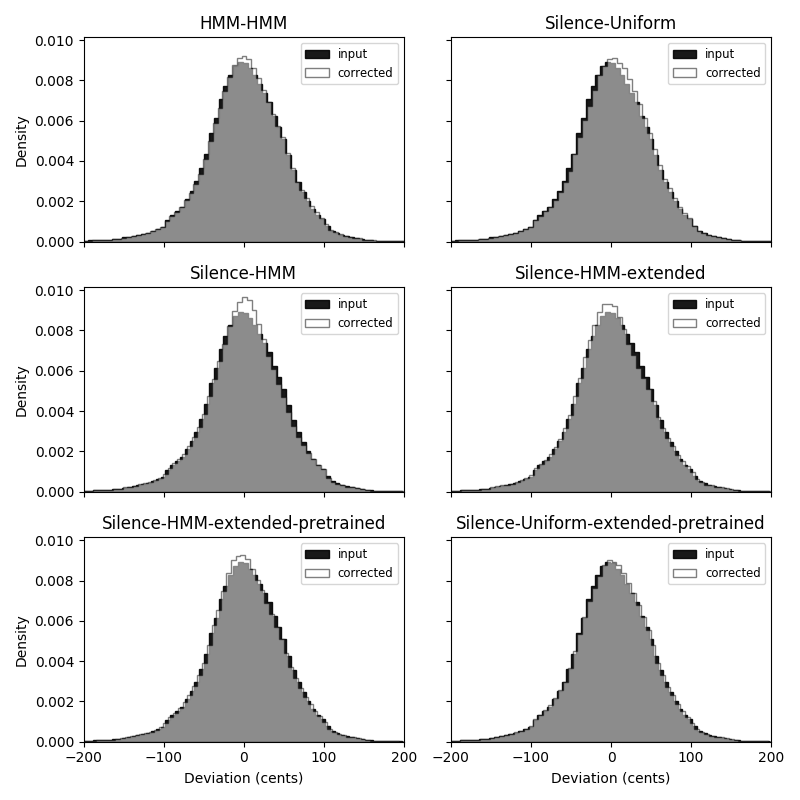 HMM-HMM
Silence-Uniform
0.010
0.008
0.006
0.004
0.002
0.000
Density
input
corrected
input
corrected
Silence-HMM
Silence-HMM-extended
0.010
0.008
0.006
0.004
0.002
0.000
Density
input
corrected
input
corrected
Silence-HMM-extended-pretrained
Silence-Uniform-extended-pretrained
0.010
0.008
0.006
0.004
0.002
0.000
Density
input
corrected
input
corrected
−200 −100 0 100 200
−200 −100 0 100 200
Deviation (cents)
Deviation (cents)